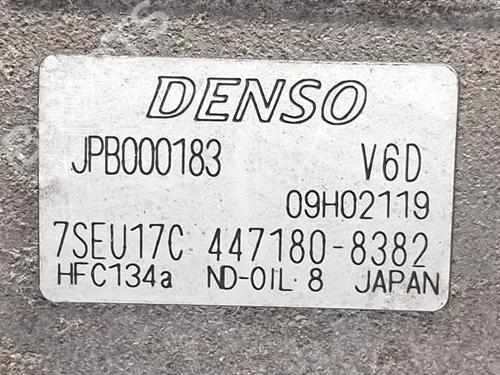 DENSO
JPB000183 V6D
09H02119
7SEU17C 447180-8382
HFC134a ND-OIL 8 JAPAN